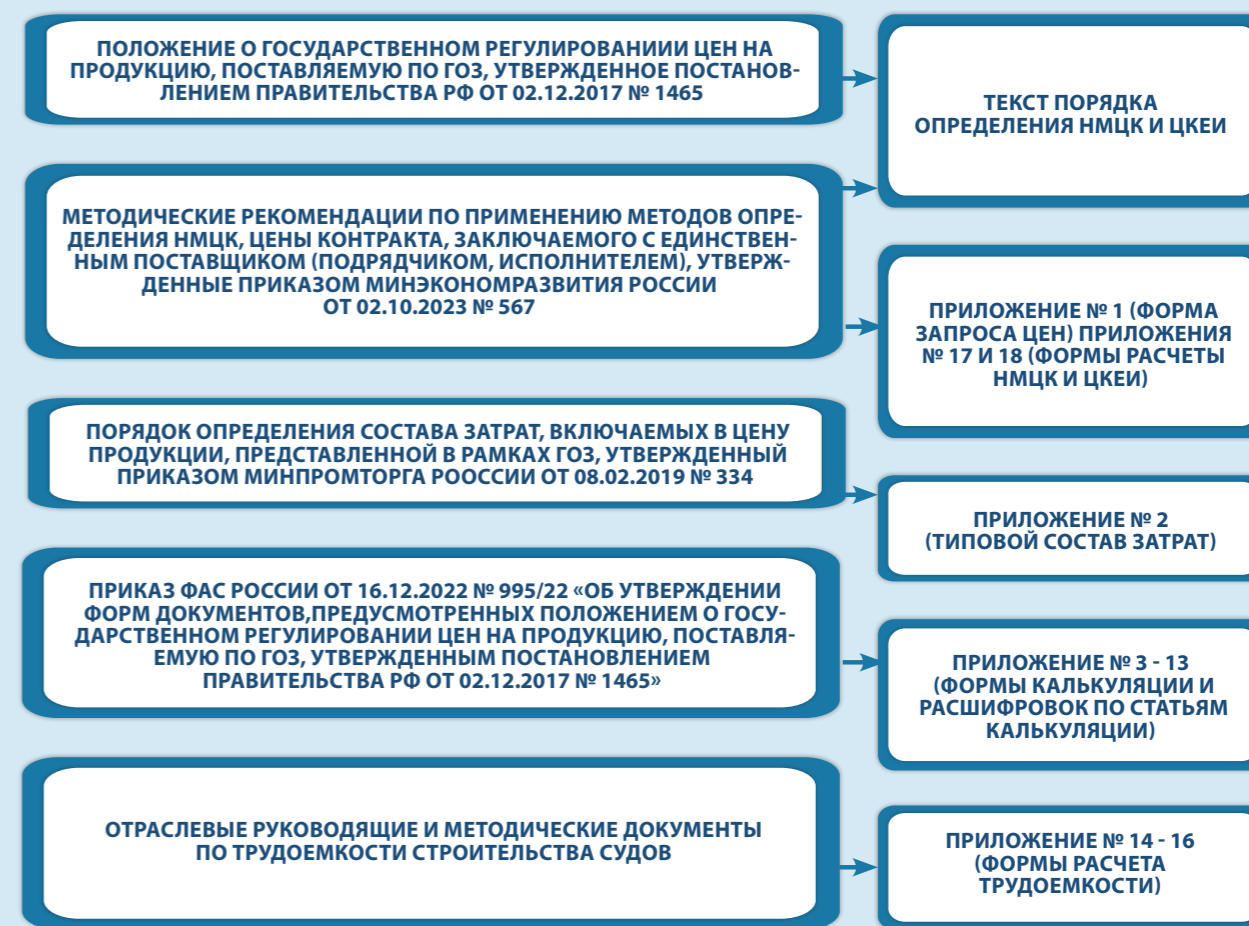 ПОЛОЖЕНИЕ О ГОСУДАРСТВЕННОМ РЕГУЛИРОВАНИИИ ЦЕН НА
ПРОДУКЦИЮ, ПОСТАВЛЯЕМУЮ ПО ГОЗ, УТВЕРЖДЕННОЕ ПОСТАНОВ-
ЛЕНИЕМ ПРАВИТЕЛЬСТВА РФ ОТ 02.12.2017 № 1465
ТЕКСТ ПОРЯДКА
ОПРЕДЕЛЕНИЯ НМЦК И ЦКЕИ
МЕТОДИЧЕСКИЕ РЕКОМЕНДАЦИИ ПО ПРИМЕНЕНИЮ МЕТОДОВ ОПРЕ-
ДЕЛЕНИЯ НМЦК, ЦЕНЫ КОНТРАКТА, ЗАКЛЮЧАЕМОГО С ЕДИНСТВЕН-
НЫМ ПОСТАВЩИКОМ (ПОДРЯДЧИКОМ, ИСПОЛНИТЕЛЕМ), УТВЕРЖ-
ДЕННЫЕ ПРИКАЗОМ МИНЭКОНОМРАЗВИТИЯ РОССИИ
ОТ 02.10.2023 № 567
ПРИЛОЖЕНИЕ № 1 (ФОРМА
ЗАПРОСА ЦЕН) ПРИЛОЖЕНИЯ
№ 17 И 18 (ФОРМЫ РАСЧЕТЫ
НМЦК И ЦКЕИ)
ПОРЯДОК ОПРЕДЕЛЕНИЯ СОСТАВА ЗАТРАТ, ВКЛЮЧАЕМЫХ В ЦЕНУ
ПРОДУКЦИИ, ПРЕДСТАВЛЕННОЙ В РАМКАХ ГОЗ, УТВЕРЖДЕННЫЙ
ПРИКАЗОМ МИНПРОМТОРГА РООССИИ ОТ 08.02.2019 № 334
ПРИЛОЖЕНИЕ № 2
(ТИПОВОЙ СОСТАВ ЗАТРАТ)
ПРИКАЗ ФАС РОССИИ ОТ 16.12.2022 № 995/22 «ОБ УТВЕРЖДЕНИИ
ФОРМ ДОКУМЕНТОВ,ПРЕДУСМОТРЕННЫХ ПОЛОЖЕНИЕМ О ГОСУ-
ДАРСТВЕННОМ РЕГУЛИРОВАНИИ ЦЕН НА ПРОДУКЦИЮ, ПОСТАВЛЯ-
ЕМУЮ ПО ГОЗ, УТВЕРЖДЕННЫМ ПОСТАНОВЛЕНИЕМ
ПРАВИТЕЛЬСТВА РФ ОТ 02.12.2017 № 1465»
ПРИЛОЖЕНИЕ № 3 - 13
(ФОРМЫ КАЛЬКУЛЯЦИИ И
РАСШИФРОВОК ПО СТАТЬЯМ
КАЛЬКУЛЯЦИИ)
ОТРАСЛЕВЫЕ РУКОВОДЯЩИЕ И МЕТОДИЧЕСКИЕ ДОКУМЕНТЫ
ПО ТРУДОЕМКОСТИ СТРОИТЕЛЬСТВА СУДОВ
ПРИЛОЖЕНИЕ № 14 - 16
(ФОРМЫ РАСЧЕТА
ТРУДОЕМКОСТИ)